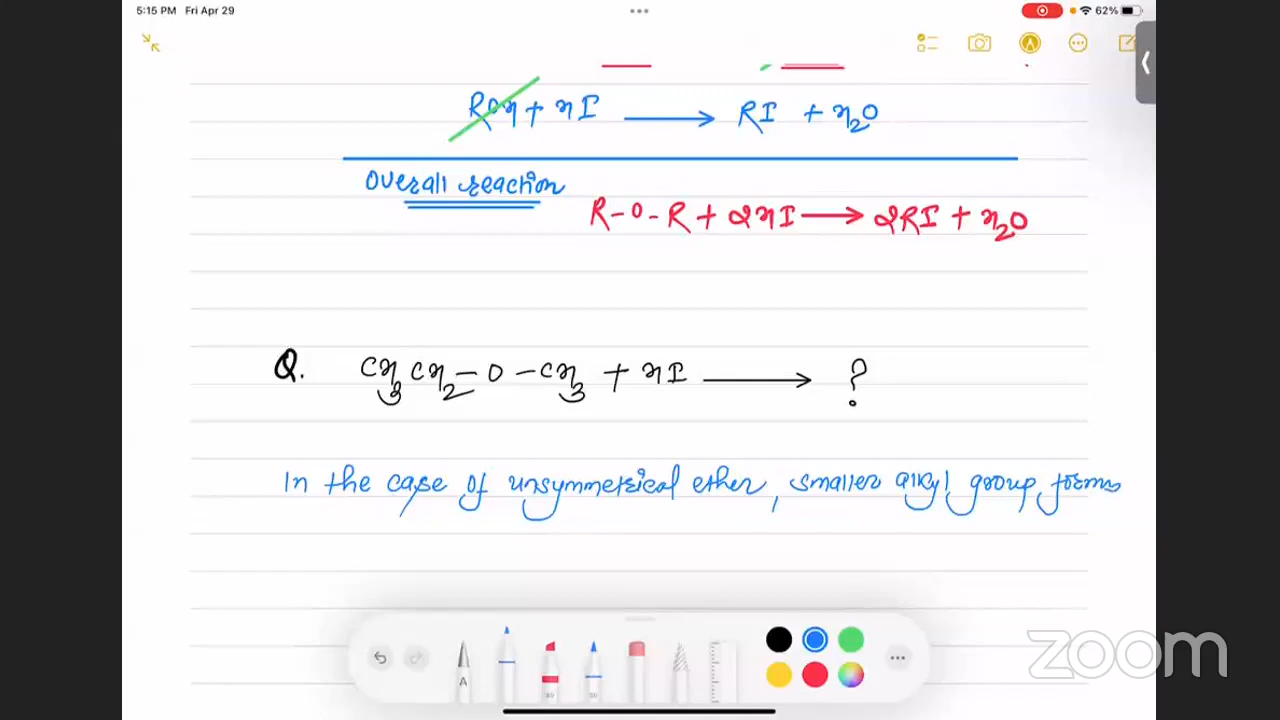 5:15 PM Fri Apr 29
62%
ROH + HI → RI + H₂O
Overall reaction
R-O-R + 2HI → 2RI + H₂O
Q. CH₃CH₂-O-CH₃ + HI → ?
In the case of unsymmetrical ether, smaller alkyl group forms
zoom